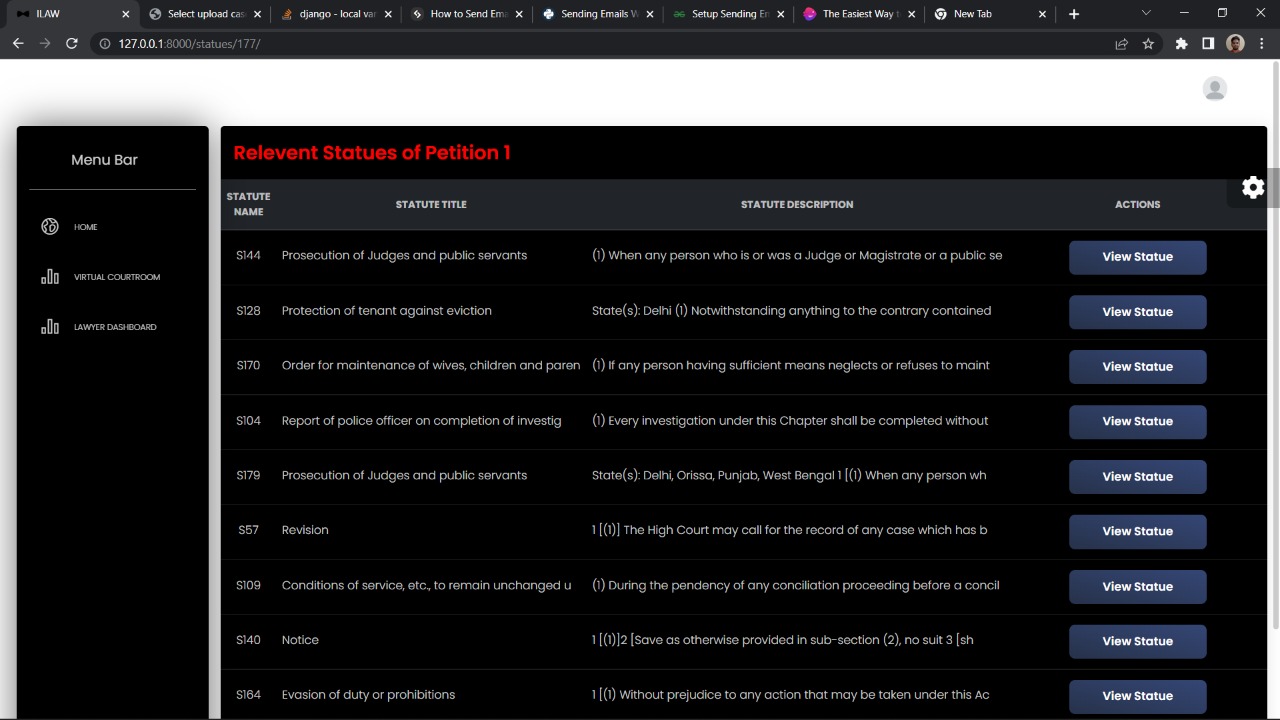 ILAW
Select upload cas
django - local var
How to Send Ema
Sending Emails W
Setup Sending En
The Easiest Way t
New Tab
127.0.0.1:8000/statues/177/
Menu Bar
HOME
VIRTUAL COURTROOM
LAWYER DASHBOARD
Relevent Statues of Petition 1
STATUTE NAME STATUTE TITLE STATUTE DESCRIPTION ACTIONS
S144 Prosecution of Judges and public servants (1) When any person who is or was a Judge or Magistrate or a public se View Statue
S128 Protection of tenant against eviction State(s): Delhi (1) Notwithstanding anything to the contrary contained View Statue
S170 Order for maintenance of wives, children and paren (1) If any person having sufficient means neglects or refuses to maint View Statue
S104 Report of police officer on completion of investig (1) Every investigation under this Chapter shall be completed without View Statue
S179 Prosecution of Judges and public servants State(s): Delhi, Orissa, Punjab, West Bengal 1 [(1) When any person wh View Statue
S57 Revision 1 [(1)] The High Court may call for the record of any case which has b View Statue
S109 Conditions of service, etc., to remain unchanged u (1) During the pendency of any conciliation proceeding before a concil View Statue
S140 Notice 1 [(1)]2 [Save as otherwise provided in sub-section (2), no suit 3 [sh View Statue
S164 Evasion of duty or prohibitions 1 [(1) Without prejudice to any action that may be taken under this Ac View Statue